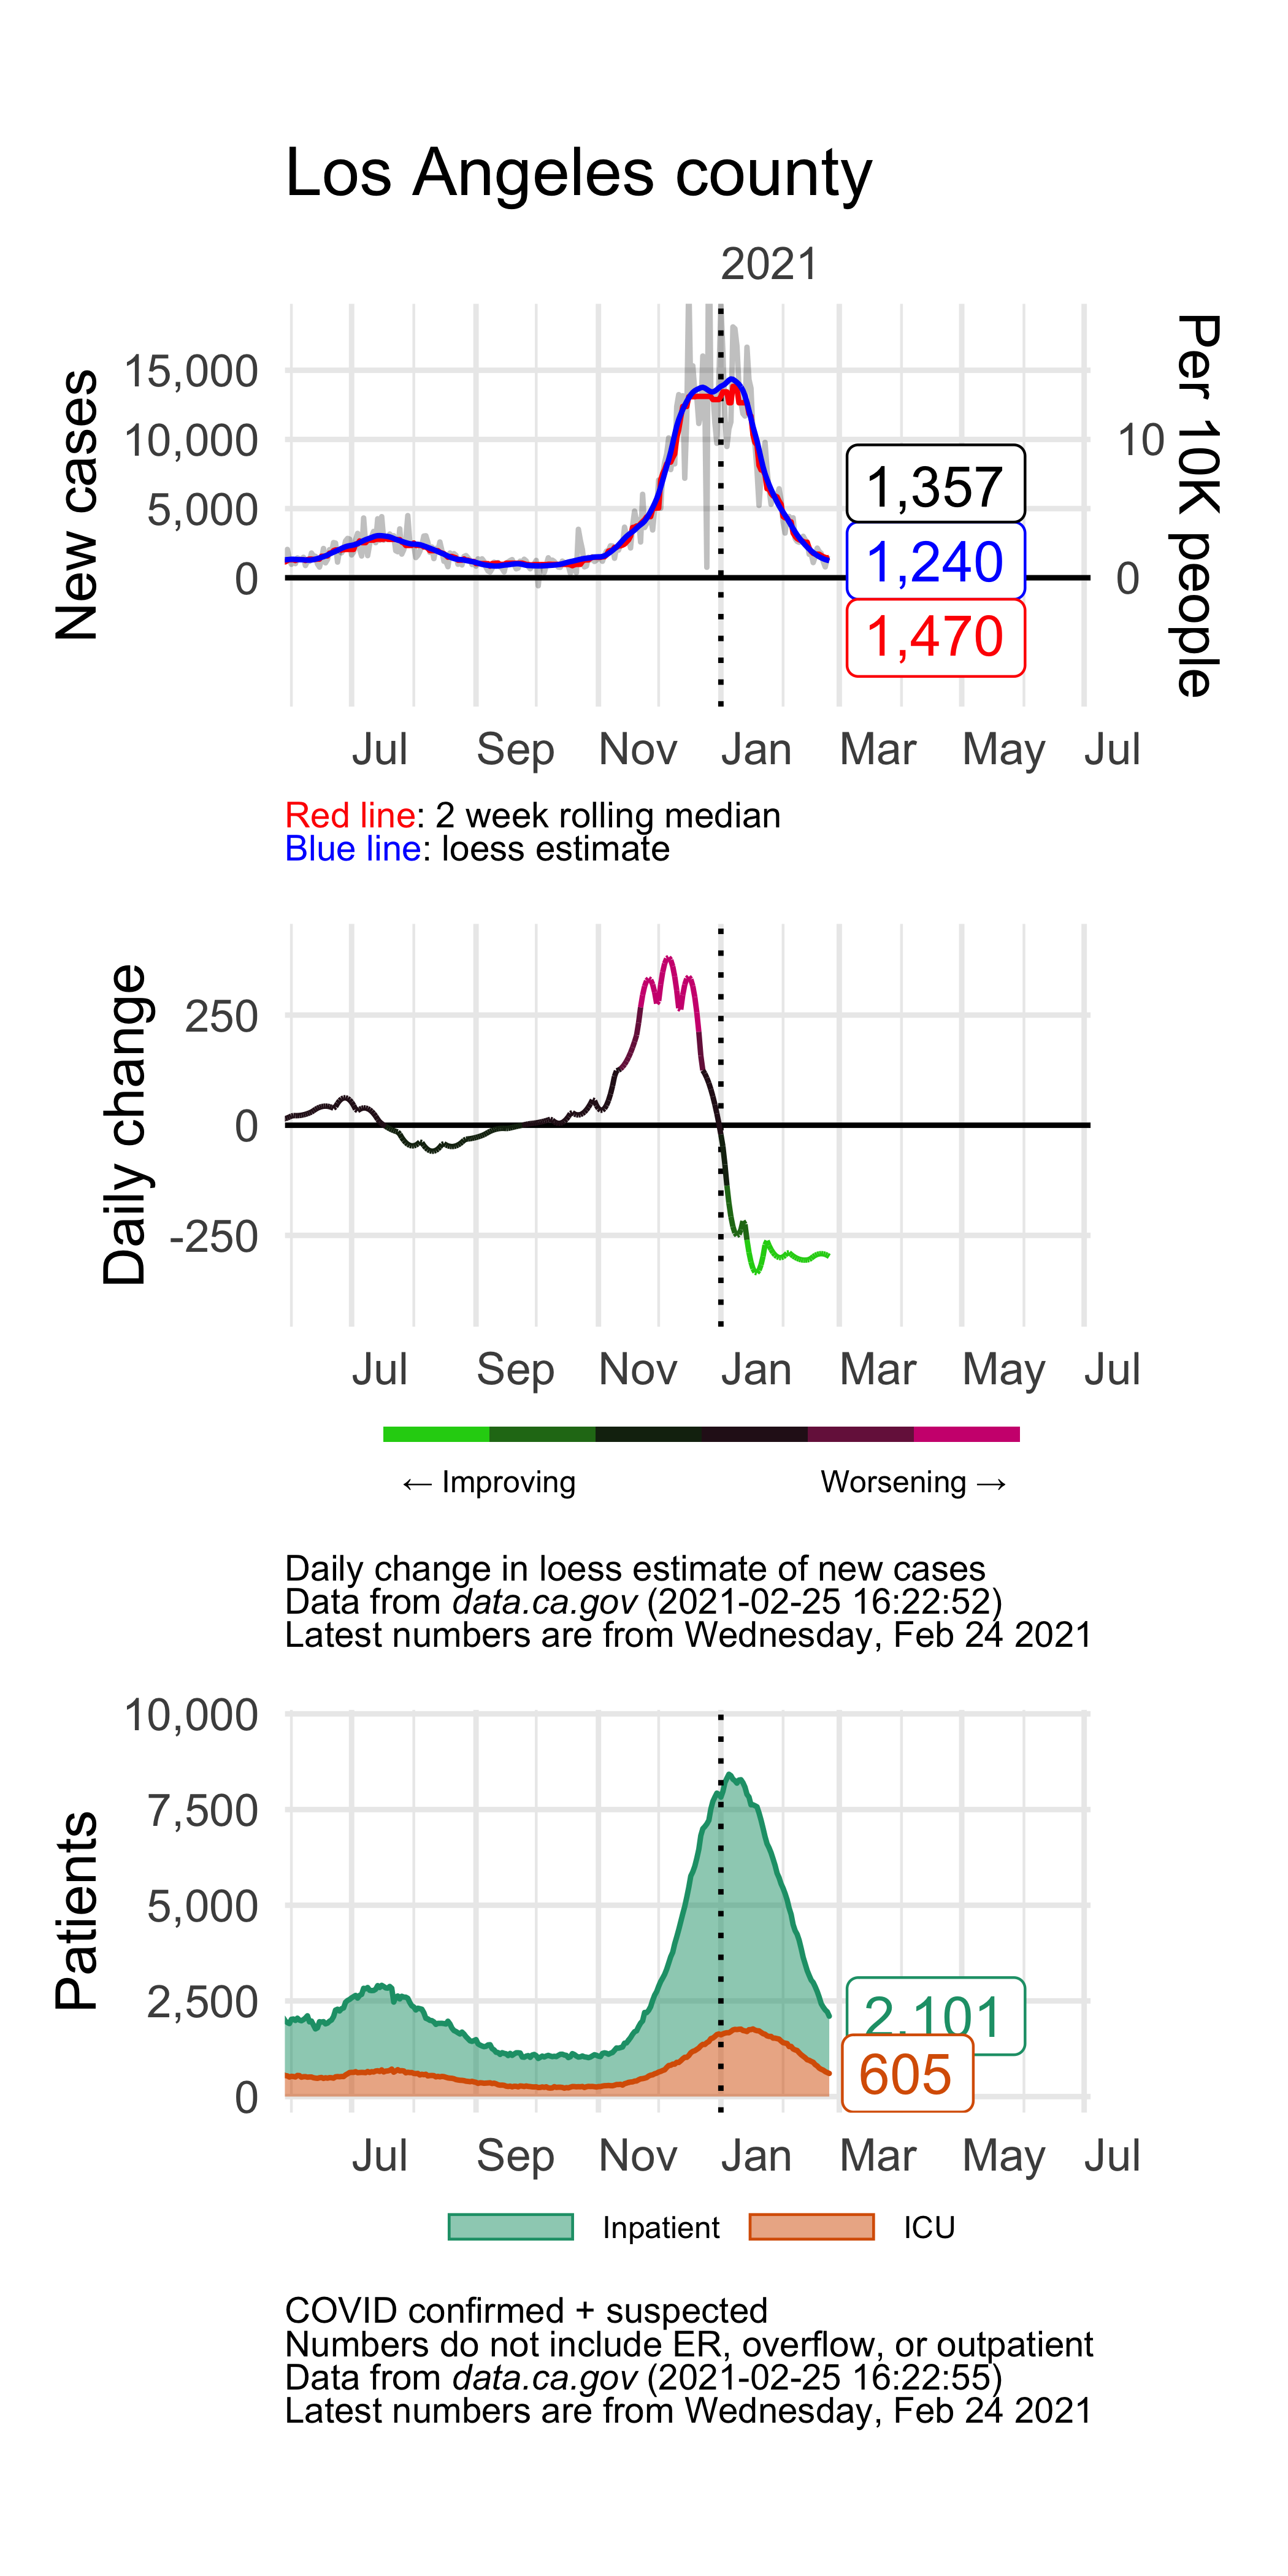 Los Angeles county
2021
New cases
15,000
10,000
5,000
0
10
0
Per 10K people
1,357
1,240
1,470
Jul Sep Nov Jan Mar May Jul
Red line: 2 week rolling median
Blue line: loess estimate
Daily change
250
0
-250
Jul Sep Nov Jan Mar May Jul
← Improving Worsening →
Daily change in loess estimate of new cases
Data from data.ca.gov (2021-02-25 16:22:52)
Latest numbers are from Wednesday, Feb 24 2021
Patients
10,000
7,500
5,000
2,500
0
2,101
605
Jul Sep Nov Jan Mar May Jul
Inpatient ICU
COVID confirmed + suspected
Numbers do not include ER, overflow, or outpatient
Data from data.ca.gov (2021-02-25 16:22:55)
Latest numbers are from Wednesday, Feb 24 2021